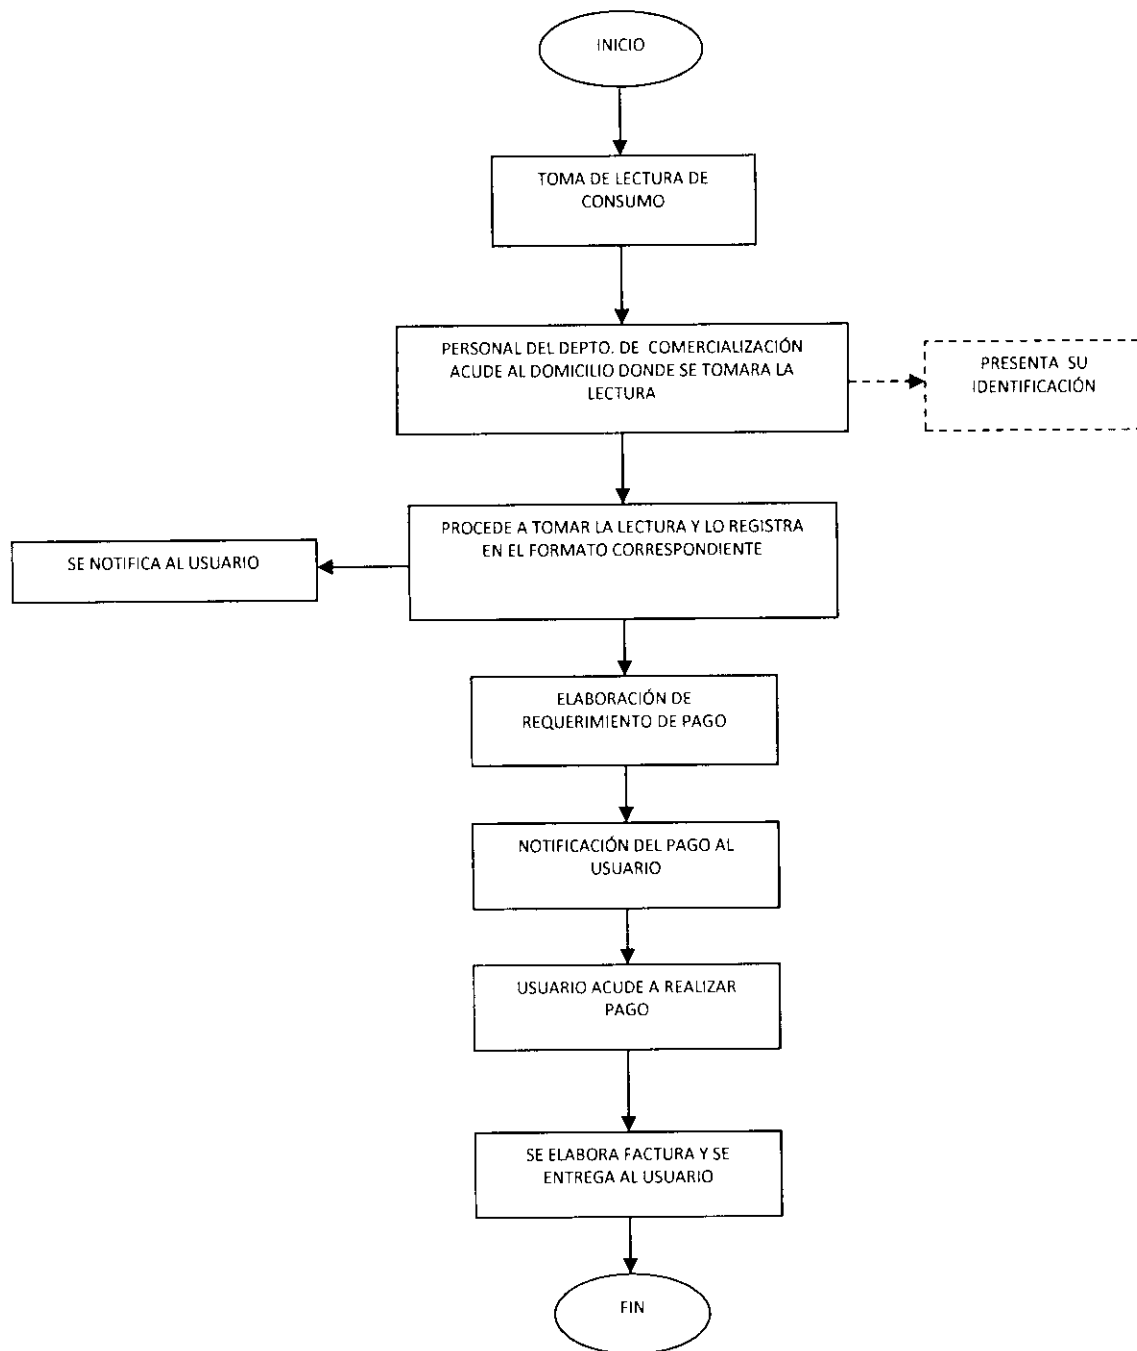 INICIO
TOMA DE LECTURA DE
CONSUMO
PERSONAL DEL DEPTO. DE COMERCIALIZACIÓN
ACUDE AL DOMICILIO DONDE SE TOMARA LA
LECTURA
PRESENTA SU
IDENTIFICACIÓN
PROCEDE A TOMAR LA LECTURA Y LO REGISTRA
EN EL FORMATO CORRESPONDIENTE
SE NOTIFICA AL USUARIO
ELABORACIÓN DE
REQUERIMIENTO DE PAGO
NOTIFICACIÓN DEL PAGO AL
USUARIO
USUARIO ACUDE A REALIZAR
PAGO
SE ELABORA FACTURA Y SE
ENTREGA AL USUARIO
FIN